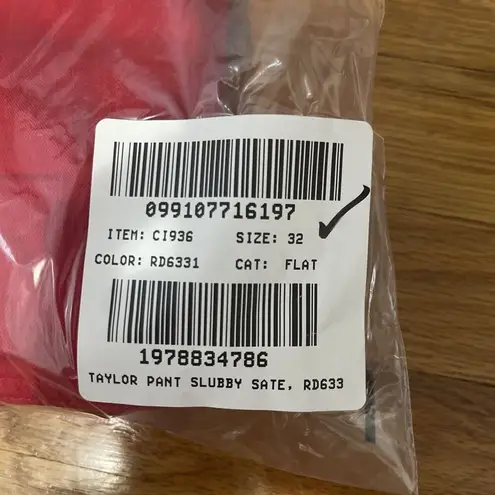 099107716197
ITEM: CI936 SIZE: 32
COLOR: RD6331 CAT: FLAT
1978834786
TAYLOR PANT SLUBBY SATE, RD633